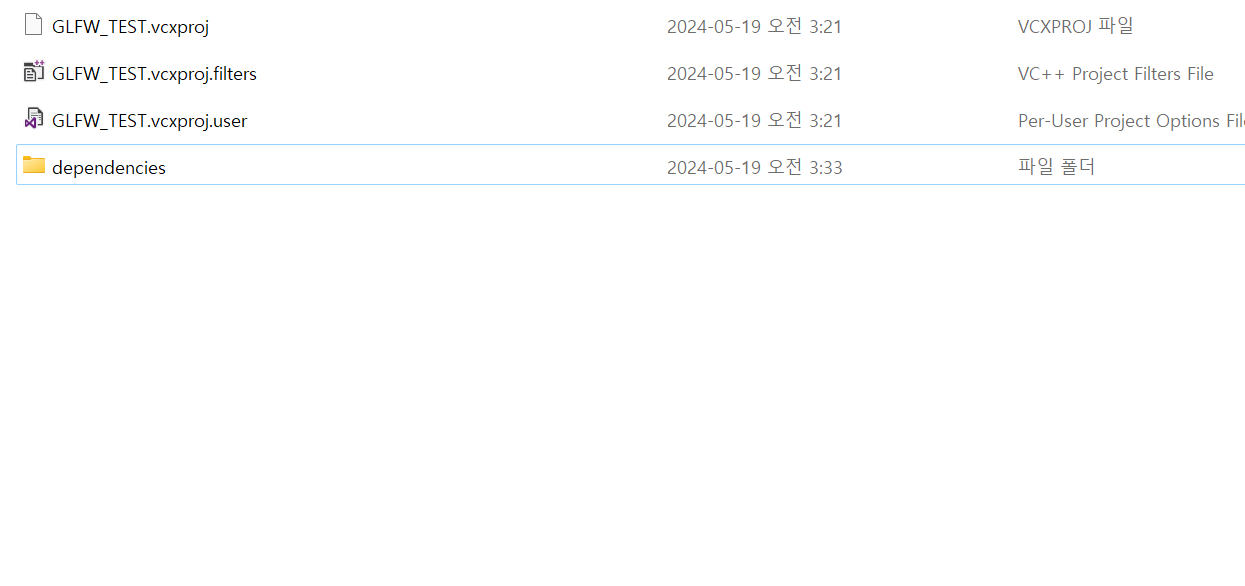 GLFW_TEST.vcxproj 2024-05-19 오전 3:21 VCXPROJ 파일
GLFW_TEST.vcxproj.filters 2024-05-19 오전 3:21 VC++ Project Filters File
GLFW_TEST.vcxproj.user 2024-05-19 오전 3:21 Per-User Project Options Fil
dependencies 2024-05-19 오전 3:33 파일 폴더